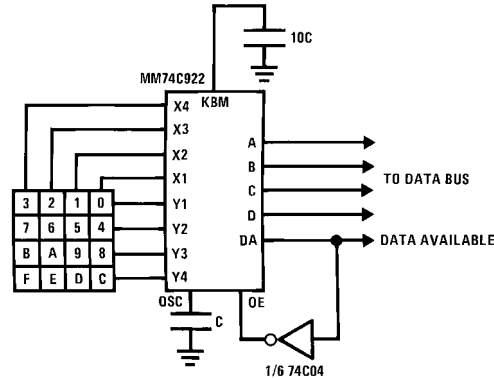 10C
MM74C922
KBM
X4
X3
X2
X1
Y1
Y2
Y3
Y4
A
B
C
D
DA
TO DATA BUS
DATA AVAILABLE
3 2 1 0
7 6 5 4
B A 9 8
F E D C
OSC
OE
C
1/6 74C04